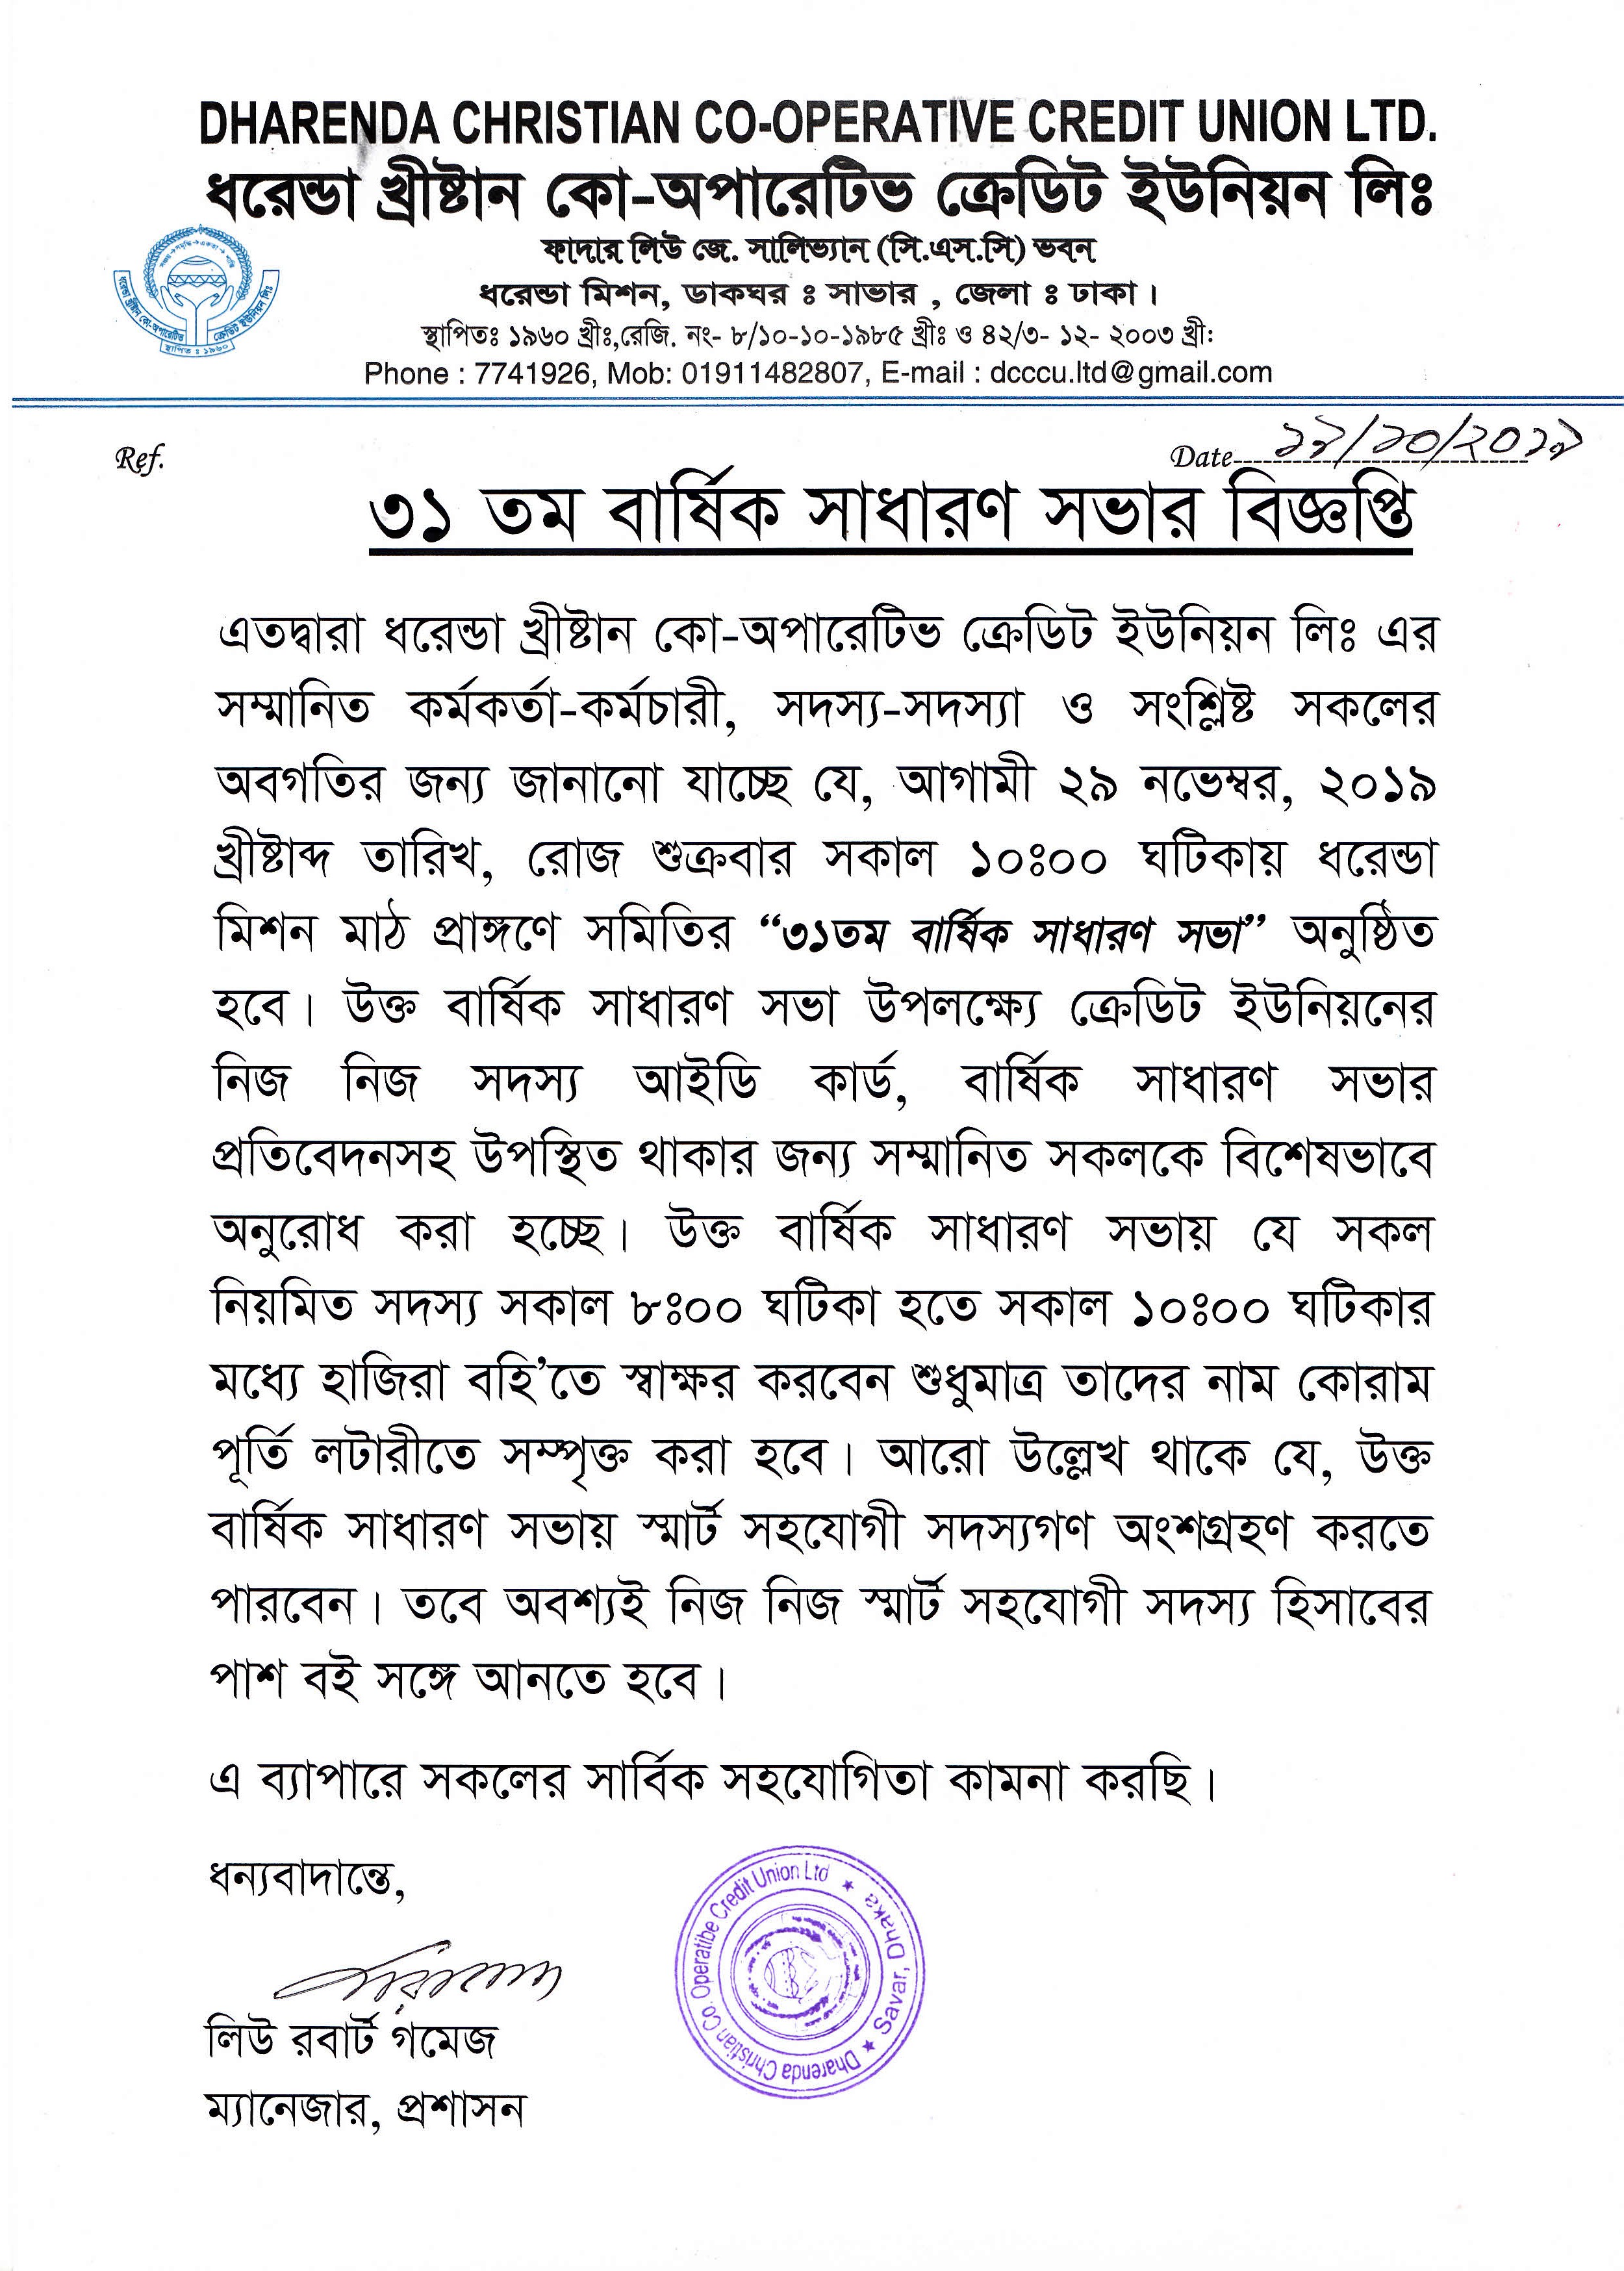 DHARENDA CHRISTIAN CO-OPERATIVE CREDIT UNION LTD.
ধরেন্ডা খ্রীষ্টান কো-অপারেটিভ ক্রেডিট ইউনিয়ন লিঃ
ফাদার লিউ জে. সালিভ্যান (সি.এস.সি) ভবন
ধরেন্ডা মিশন, ডাকঘর ঃ সাভার , জেলা ঃ ঢাকা।
স্থাপিতঃ ১৯৬০ খ্রীঃ,রেজি. নং- ৮/১০-১০-১৯৮৫ খ্রীঃ ও ৪২/৩- ১২- ২০০৩ খ্রী:
Phone : 7741926, Mob: 01911482807, E-mail : dcccu.ltd@gmail.com
ধরেন্ডা খ্রীষ্টান কো-অপারেটিভ ক্রেডিট ইউনিয়ন লিঃ
স্থাপিত : ১৯৬০
Ref.
Date /১০/২০১৯
৩১ তম বার্ষিক সাধারণ সভার বিজ্ঞপ্তি
এতদ্বারা ধরেন্ডা খ্রীষ্টান কো-অপারেটিভ ক্রেডিট ইউনিয়ন লিঃ এর
সম্মানিত কর্মকর্তা-কর্মচারী, সদস্য-সদস্যা ও সংশ্লিষ্ট সকলের
অবগতির জন্য জানানো যাচ্ছে যে, আগামী ২৯ নভেম্বর, ২০১৯
খ্রীষ্টাব্দ তারিখ, রোজ শুক্রবার সকাল ১০ঃ০০ ঘটিকায় ধরেন্ডা
মিশন মাঠ প্রাঙ্গণে সমিতির “৩১তম বার্ষিক সাধারণ সভা” অনুষ্ঠিত
হবে। উক্ত বার্ষিক সাধারণ সভা উপলক্ষ্যে ক্রেডিট ইউনিয়নের
নিজ নিজ সদস্য আইডি কার্ড, বার্ষিক সাধারণ সভার
প্রতিবেদনসহ উপস্থিত থাকার জন্য সম্মানিত সকলকে বিশেষভাবে
অনুরোধ করা হচ্ছে। উক্ত বার্ষিক সাধারণ সভায় যে সকল
নিয়মিত সদস্য সকাল ৮ঃ০০ ঘটিকা হতে সকাল ১০ঃ০০ ঘটিকার
মধ্যে হাজিরা বহি’তে স্বাক্ষর করবেন শুধুমাত্র তাদের নাম কোরাম
পূর্তি লটারীতে সম্পৃক্ত করা হবে। আরো উল্লেখ থাকে যে, উক্ত
বার্ষিক সাধারণ সভায় স্মার্ট সহযোগী সদস্যগণ অংশগ্রহণ করতে
পারবেন। তবে অবশ্যই নিজ নিজ স্মার্ট সহযোগী সদস্য হিসাবের
পাশ বই সঙ্গে আনতে হবে।
এ ব্যাপারে সকলের সার্বিক সহযোগিতা কামনা করছি।
ধন্যবাদান্তে,
লিউ রবার্ট গমেজ
ম্যানেজার, প্রশাসন
Dharenda Christian Co. Operatibe Credit Union Ltd ★ Savar, Dhaka ★